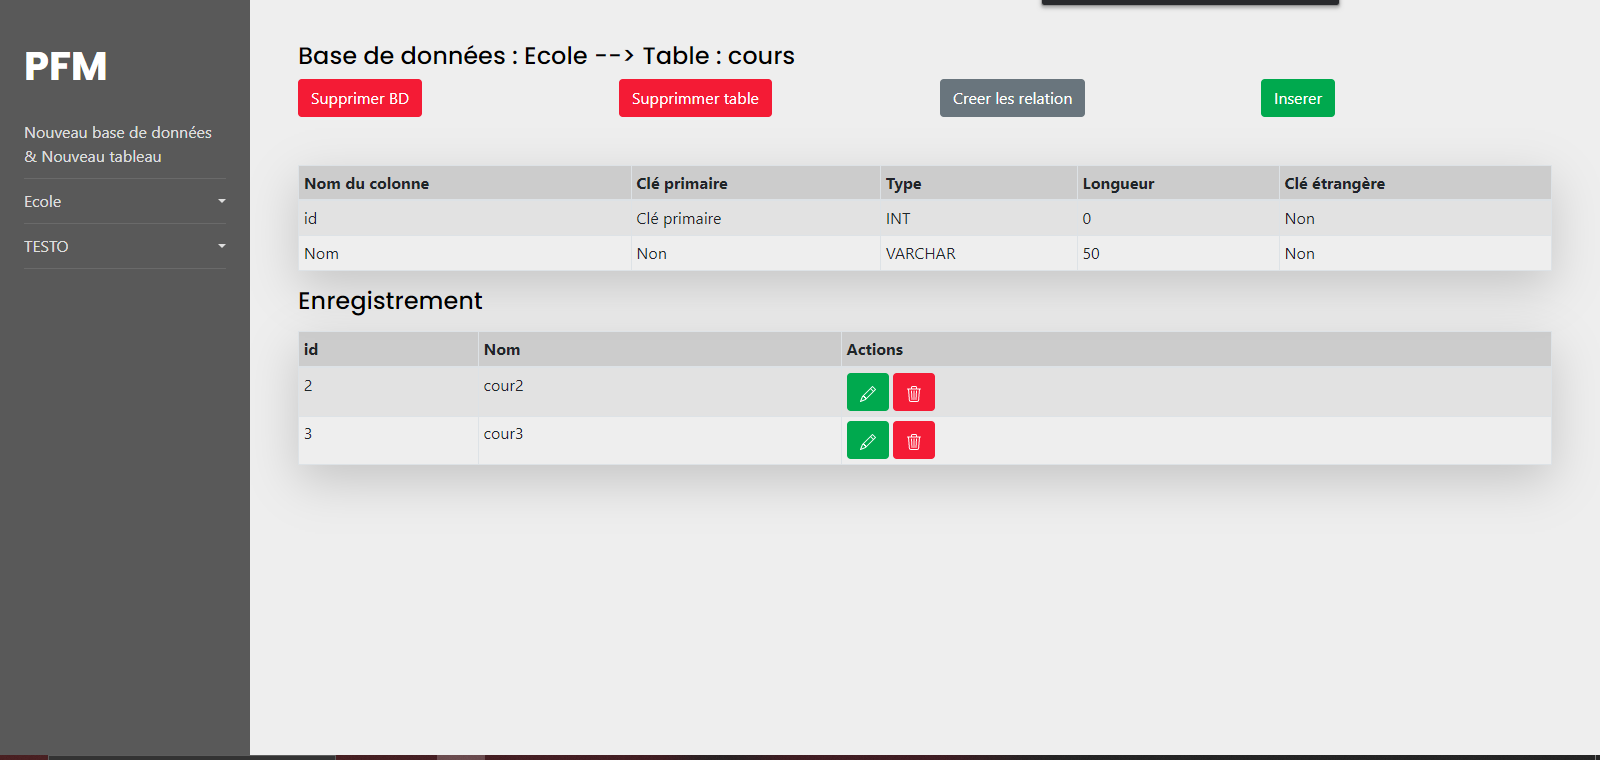 PFM
Nouveau base de données
& Nouveau tableau
Ecole
TESTO
Base de données : Ecole --> Table : cours
Supprimer BD
Supprimmer table
Creer les relation
Inserer
Nom du colonne Clé primaire Type Longueur Clé étrangère
id Clé primaire INT 0 Non
Nom Non VARCHAR 50 Non
Enregistrement
id Nom Actions
2 cour2
3 cour3